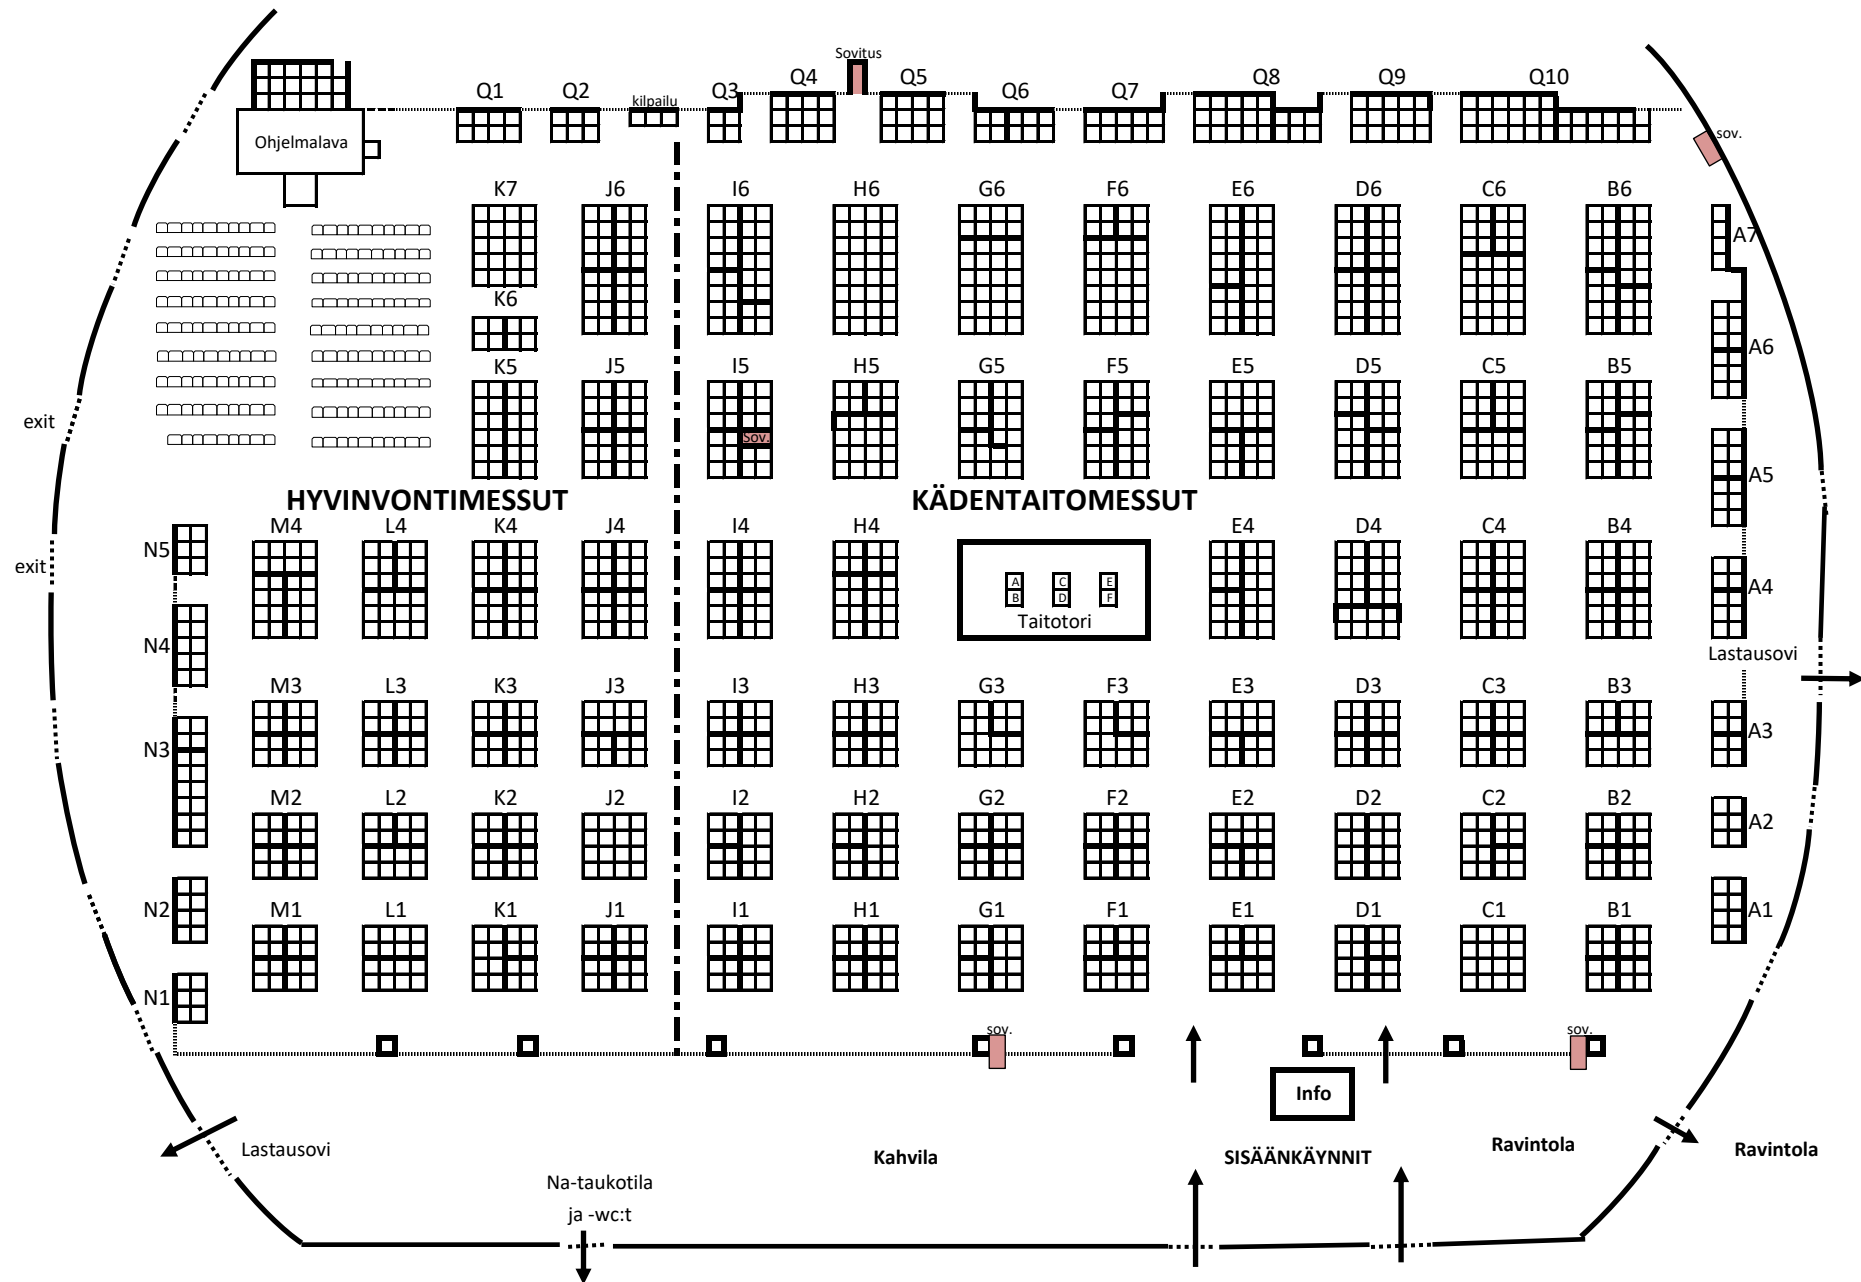 Sovitus
Q1
Q2
kilpailu
Q3
Q4
Q5
Q6
Q7
Q8
Q9
Q10
sov.
Ohjelmalava
K7
J6
I6
H6
G6
F6
E6
D6
C6
B6
A7
K6
A6
K5
J5
I5
H5
G5
F5
E5
D5
C5
B5
exit
Sov.
A5
HYVINVONTIMESSUT
KÄDENTAITOMESSUT
N5
M4
L4
K4
J4
I4
H4
E4
D4
C4
B4
exit
A C E
B D F
Taitotori
A4
N4
Lastausovi
M3
L3
K3
J3
I3
H3
G3
F3
E3
D3
C3
B3
N3
A3
M2
L2
K2
J2
I2
H2
G2
F2
E2
D2
C2
B2
A2
N2
M1
L1
K1
J1
I1
H1
G1
F1
E1
D1
C1
B1
A1
N1
sov.
sov.
Info
Lastausovi
Kahvila
SISÄÄNKÄYNNIT
Ravintola
Ravintola
Na-taukotila
ja -wc:t